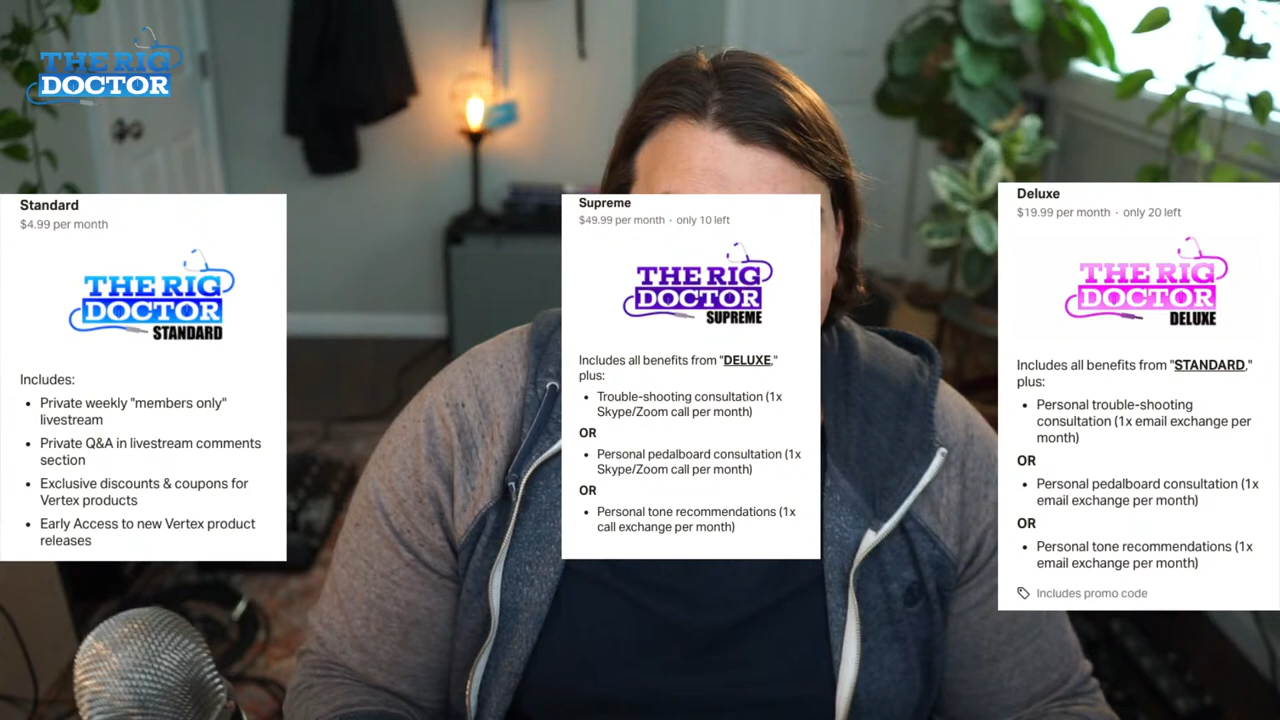 THE RIG
DOCTOR
Standard
$4.99 per month
THE RIG
DOCTOR
STANDARD
Includes:
• Private weekly "members only"
livestream
• Private Q&A in livestream comments
section
• Exclusive discounts & coupons for
Vertex products
• Early Access to new Vertex product
releases
Supreme
$49.99 per month · only 10 left
THE RIG
DOCTOR
SUPREME
Includes all benefits from "DELUXE,"
plus:
• Trouble-shooting consultation (1x
Skype/Zoom call per month)
OR
• Personal pedalboard consultation (1x
Skype/Zoom call per month)
OR
• Personal tone recommendations (1x
call exchange per month)
Deluxe
$19.99 per month · only 20 left
THE RIG
DOCTOR
DELUXE
Includes all benefits from "STANDARD,"
plus:
• Personal trouble-shooting
consultation (1x email exchange per
month)
OR
• Personal pedalboard consultation (1x
email exchange per month)
OR
• Personal tone recommendations (1x
email exchange per month)
Includes promo code